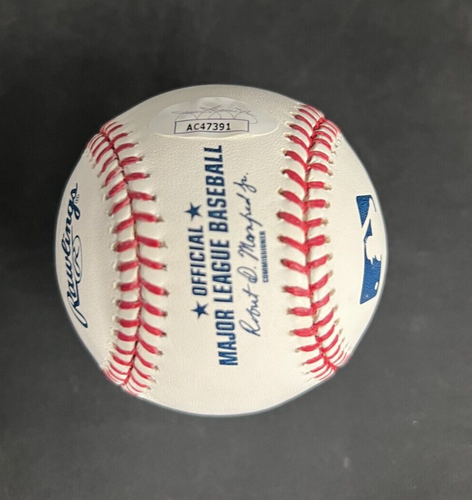 AC47391
Rawlings
★ OFFICIAL ★
MAJOR LEAGUE BASEBALL
Robert D. Manfred Jr.
COMMISSIONER